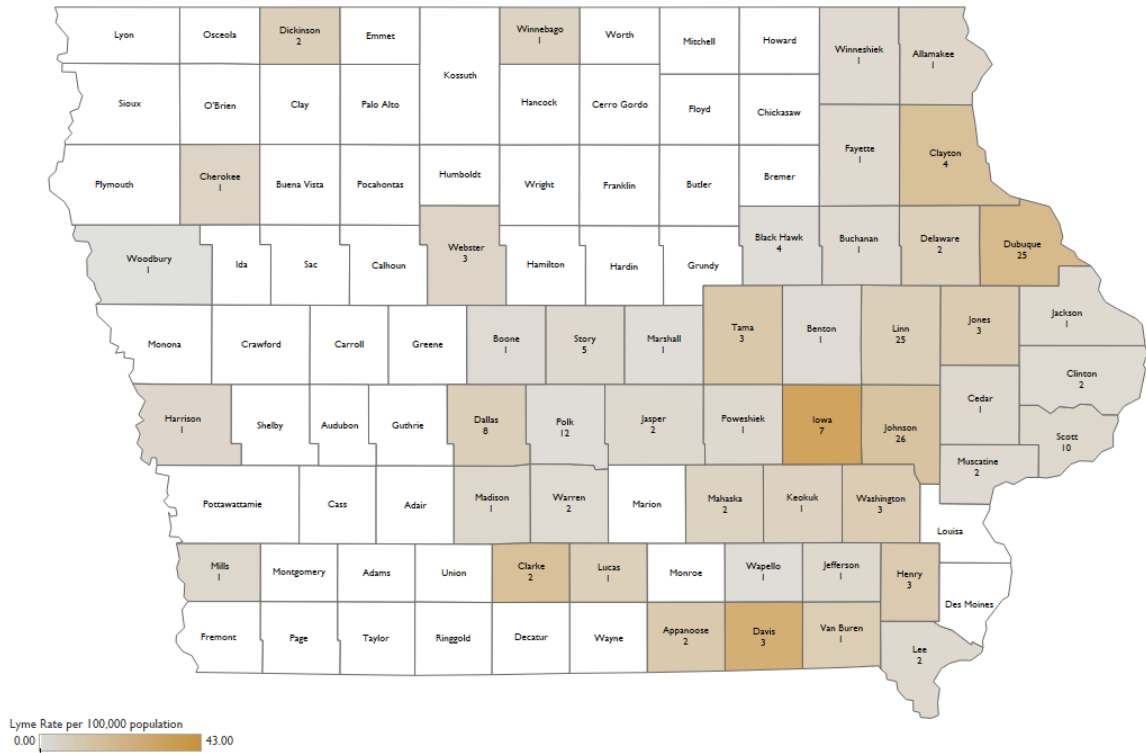 Lyon
Osceola
Dickinson
2
Emmet
Winnebago
1
Worth
Mitchell
Howard
Winneshiek
1
Allamakee
1
Kossuth
Sioux
O'Brien
Clay
Palo Alto
Hancock
Cerro Gordo
Floyd
Chickasaw
Fayette
1
Clayton
4
Plymouth
Cherokee
1
Buena Vista
Pocahontas
Humboldt
Wright
Franklin
Butler
Bremer
Woodbury
1
Ida
Sac
Calhoun
Webster
3
Hamilton
Hardin
Grundy
Black Hawk
4
Buchanan
1
Delaware
2
Dubuque
25
Monona
Crawford
Carroll
Greene
Boone
1
Story
5
Marshall
1
Tama
3
Benton
1
Linn
25
Jones
3
Jackson
1
Clinton
2
Harrison
1
Shelby
Audubon
Guthrie
Dallas
8
Polk
12
Jasper
2
Poweshiek
1
Iowa
7
Johnson
26
Cedar
1
Scott
10
Muscatine
2
Pottawattamie
Cass
Adair
Madison
1
Warren
2
Marion
Mahaska
2
Keokuk
1
Washington
3
Louisa
Mills
1
Montgomery
Adams
Union
Clarke
2
Lucas
1
Monroe
Wapello
1
Jefferson
1
Henry
3
Des Moines
Fremont
Page
Taylor
Ringgold
Decatur
Wayne
Appanoose
2
Davis
3
Van Buren
1
Lee
2
Lyme Rate per 100,000 population
0.00 43.00